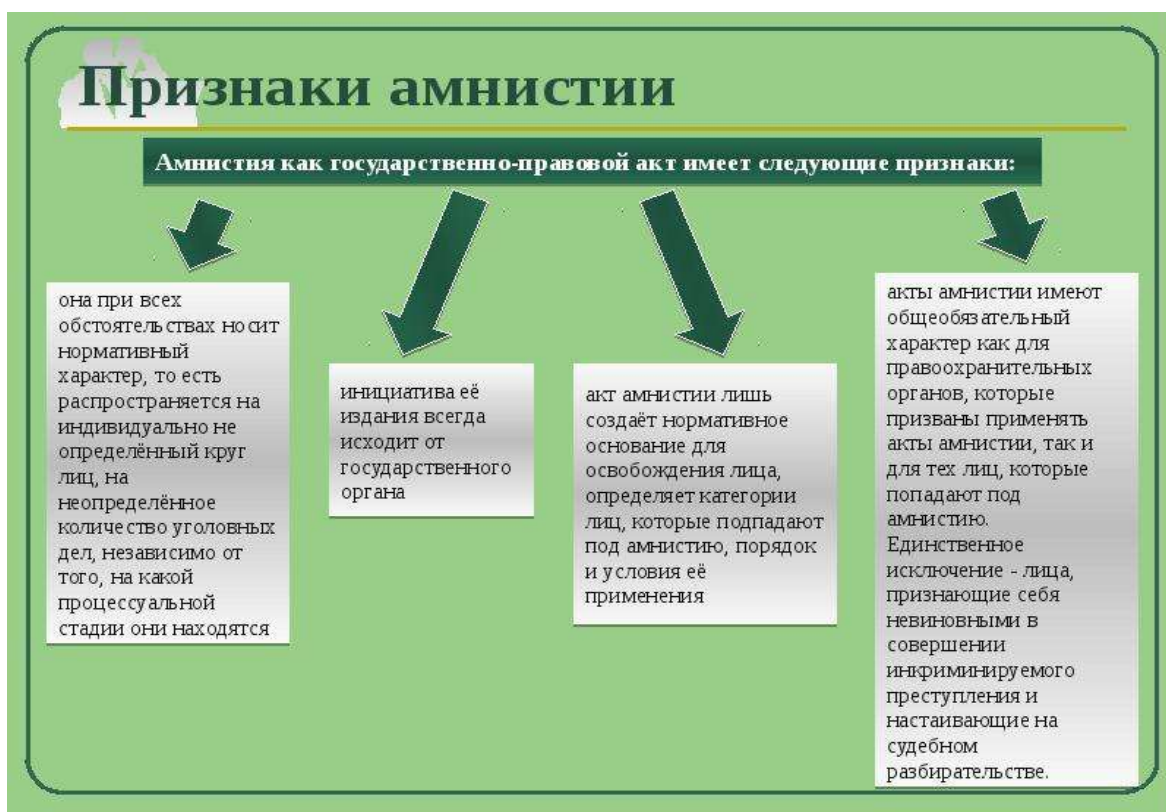 Признаки амнистии
Амнистия как государственно-правовой акт имеет следующие признаки:
она при всех
обстоятельствах носит
нормативный
характер, то есть
распространяется на
индивидуально не
определённый круг
лиц, на
неопределённое
количество уголовных
дел, независимо от
того, на какой
процессуальной
стадии они находятся
инициатива её
издания всегда
исходит от
государственного
органа
акт амнистии лишь
создаёт нормативное
основание для
освобождения лица,
определяет категории
лиц, которые подпадают
под амнистию, порядок
и условия её
применения
акты амнистии имеют
общеобязательный
характер как для
правоохранительных
органов, которые
призваны применять
акты амнистии, так и
для тех лиц, которые
попадают под
амнистию.
Единственное
исключение - лица,
признающие себя
невиновными в
совершении
инкриминируемого
преступления и
настаивающие на
судебном
разбирательстве.